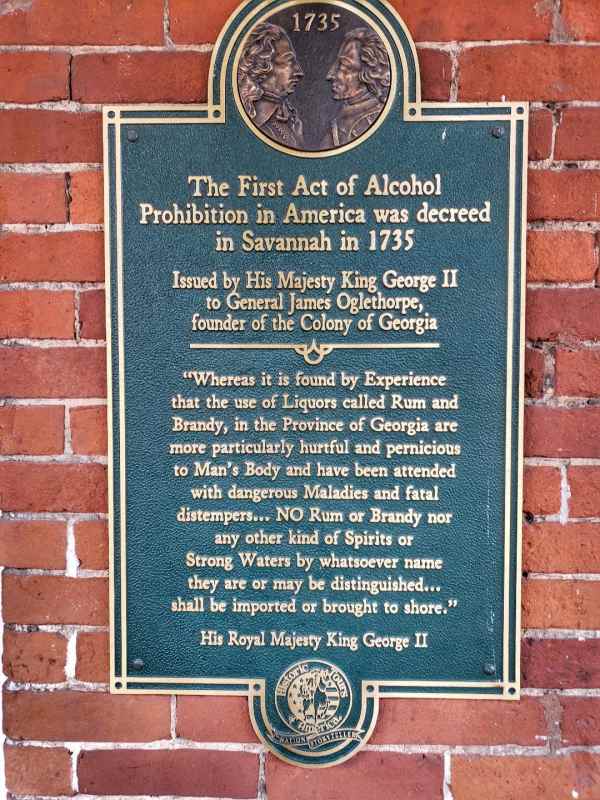 1735
The First Act of Alcohol
Prohibition in America was decreed
in Savannah in 1735
Issued by His Majesty King George II
to General James Oglethorpe,
founder of the Colony of Georgia
“Whereas it is found by Experience
that the use of Liquors called Rum and
Brandy, in the Province of Georgia are
more particularly hurtful and pernicious
to Man’s Body and have been attended
with dangerous Maladies and fatal
distempers... NO Rum or Brandy nor
any other kind of Spirits or
Strong Waters by whatsoever name
they are or may be distinguished...
shall be imported or brought to shore.”
His Royal Majesty King George II
Historic Tours
of America
NATION STORYTELLER